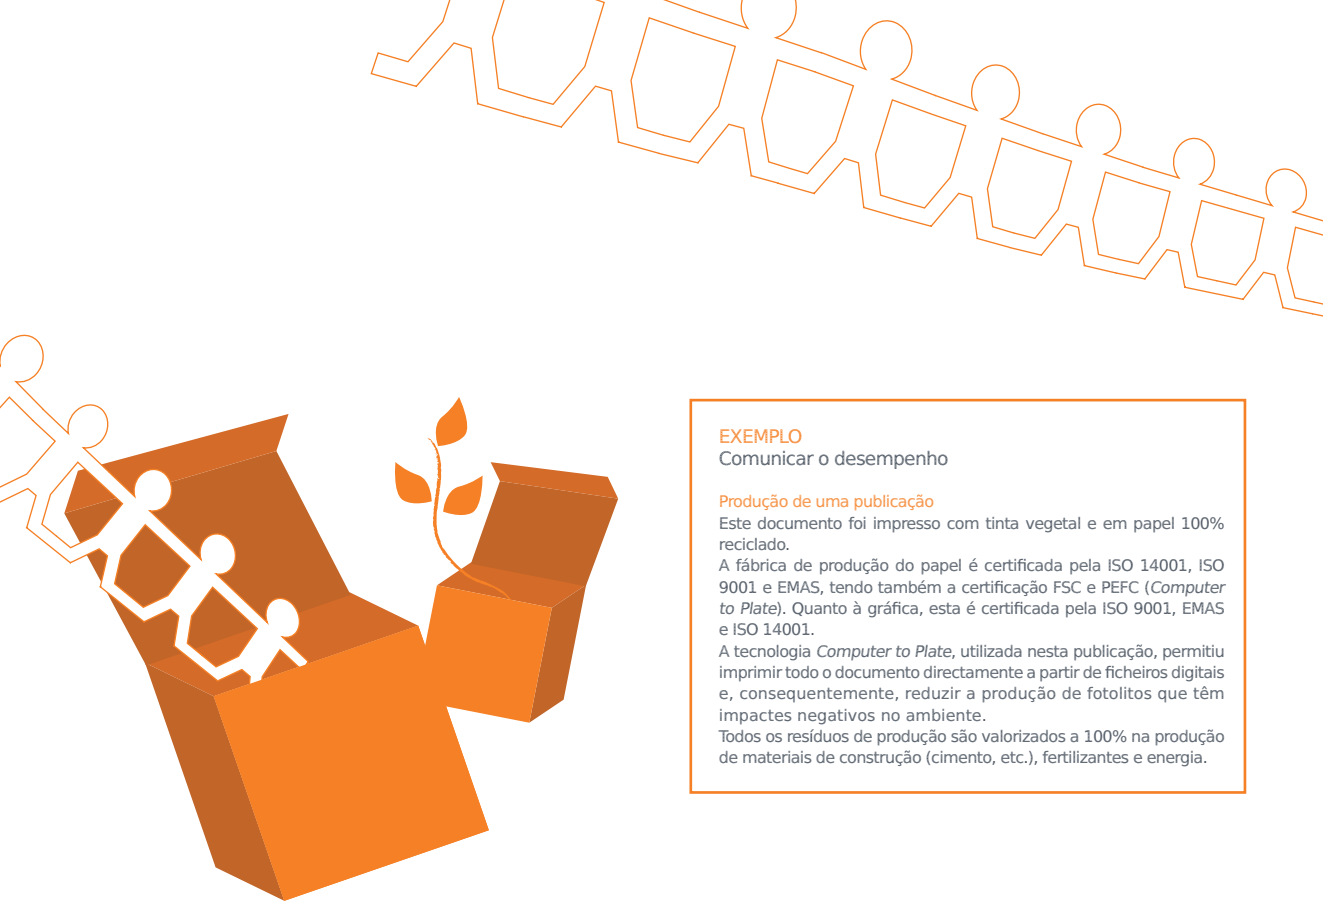 EXEMPLO
Comunicar o desempenho
Produção de uma publicação
Este documento foi impresso com tinta vegetal e em papel 100%
reciclado.
A fábrica de produção do papel é certificada pela ISO 14001, ISO
9001 e EMAS, tendo também a certificação FSC e PEFC (Computer
to Plate). Quanto à gráfica, esta é certificada pela ISO 9001, EMAS
e ISO 14001.
A tecnologia Computer to Plate, utilizada nesta publicação, permitiu
imprimir todo o documento directamente a partir de ficheiros digitais
e, consequentemente, reduzir a produção de fotolitos que têm
impactes negativos no ambiente.
Todos os resíduos de produção são valorizados a 100% na produção
de materiais de construção (cimento, etc.), fertilizantes e energia.